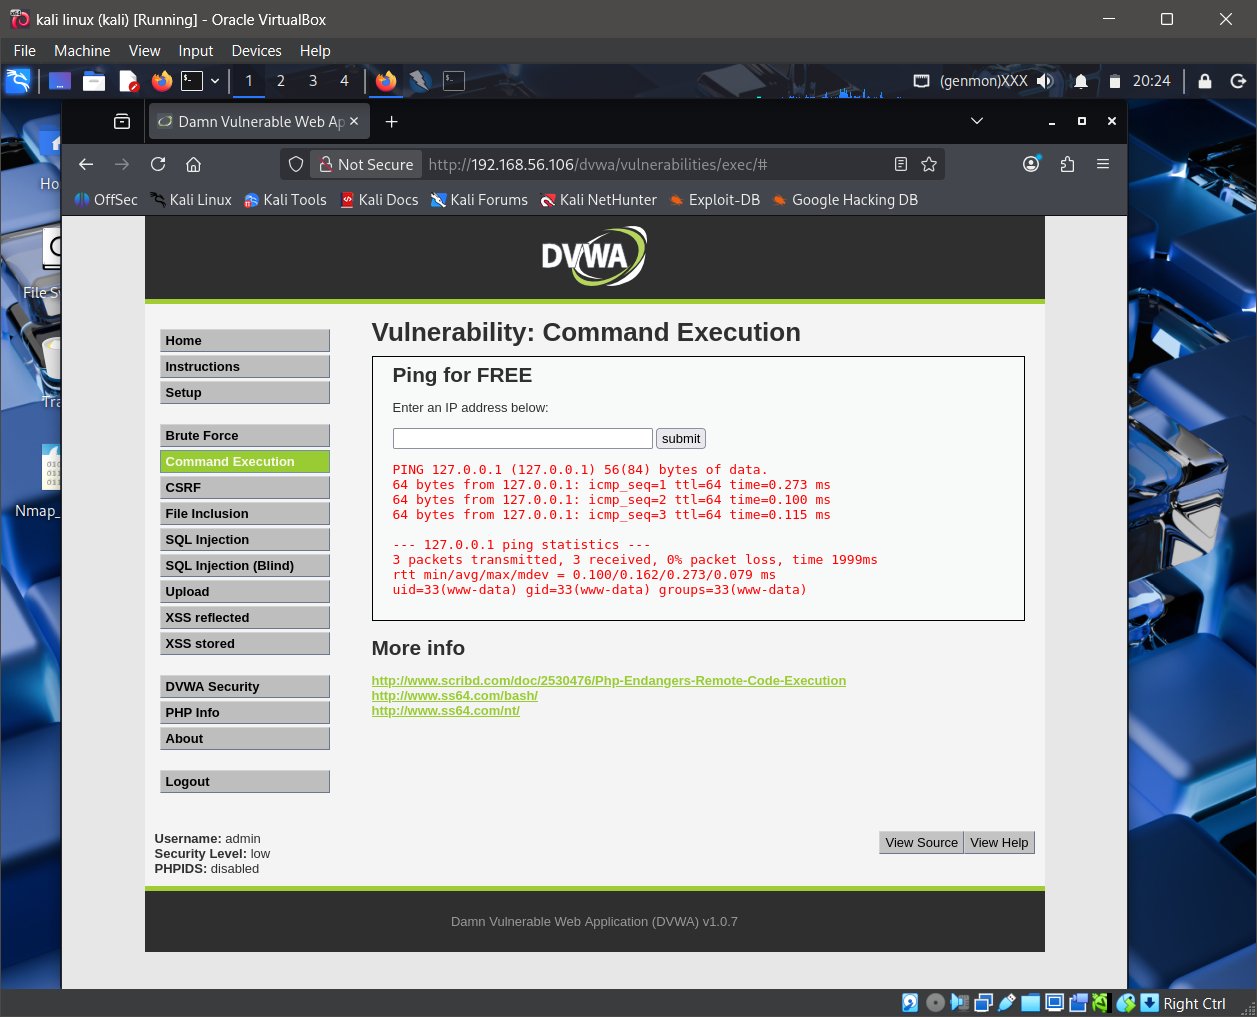 kali linux (kali) [Running] - Oracle VirtualBox
File Machine View Input Devices Help
1 2 3 4 (genmon)XXX 20:24
Damn Vulnerable Web Ap
Not Secure http://192.168.56.106/dvwa/vulnerabilities/exec/#
OffSec Kali Linux Kali Tools Kali Docs Kali Forums Kali NetHunter Exploit-DB Google Hacking DB
Ho
File Sy
Tra
Nmap_
DVWA
Home
Instructions
Setup
Brute Force
Command Execution
CSRF
File Inclusion
SQL Injection
SQL Injection (Blind)
Upload
XSS reflected
XSS stored
DVWA Security
PHP Info
About
Logout
Vulnerability: Command Execution
Ping for FREE
Enter an IP address below:
submit
PING 127.0.0.1 (127.0.0.1) 56(84) bytes of data.
64 bytes from 127.0.0.1: icmp_seq=1 ttl=64 time=0.273 ms
64 bytes from 127.0.0.1: icmp_seq=2 ttl=64 time=0.100 ms
64 bytes from 127.0.0.1: icmp_seq=3 ttl=64 time=0.115 ms
--- 127.0.0.1 ping statistics ---
3 packets transmitted, 3 received, 0% packet loss, time 1999ms
rtt min/avg/max/mdev = 0.100/0.162/0.273/0.079 ms
uid=33(www-data) gid=33(www-data) groups=33(www-data)
More info
http://www.scribd.com/doc/2530476/Php-Endangers-Remote-Code-Execution
http://www.ss64.com/bash/
http://www.ss64.com/nt/
Username: admin
Security Level: low
PHPIDS: disabled
View Source View Help
Damn Vulnerable Web Application (DVWA) v1.0.7
Right Ctrl